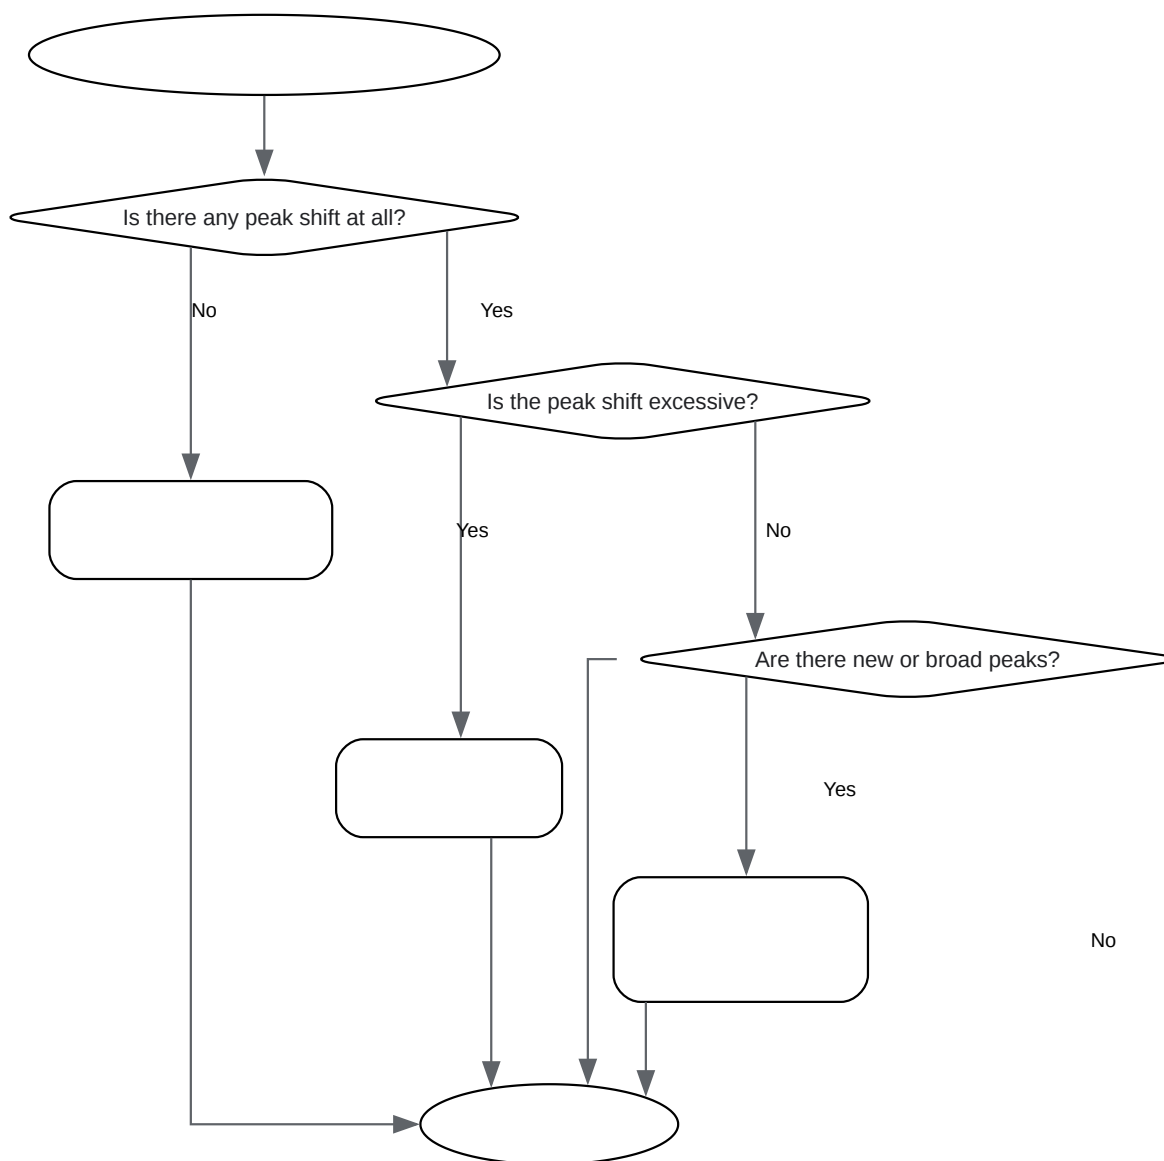 Is there any peak shift at all?
No
Yes
Is the peak shift excessive?
Yes
No
Are there new or broad peaks?
Yes
No